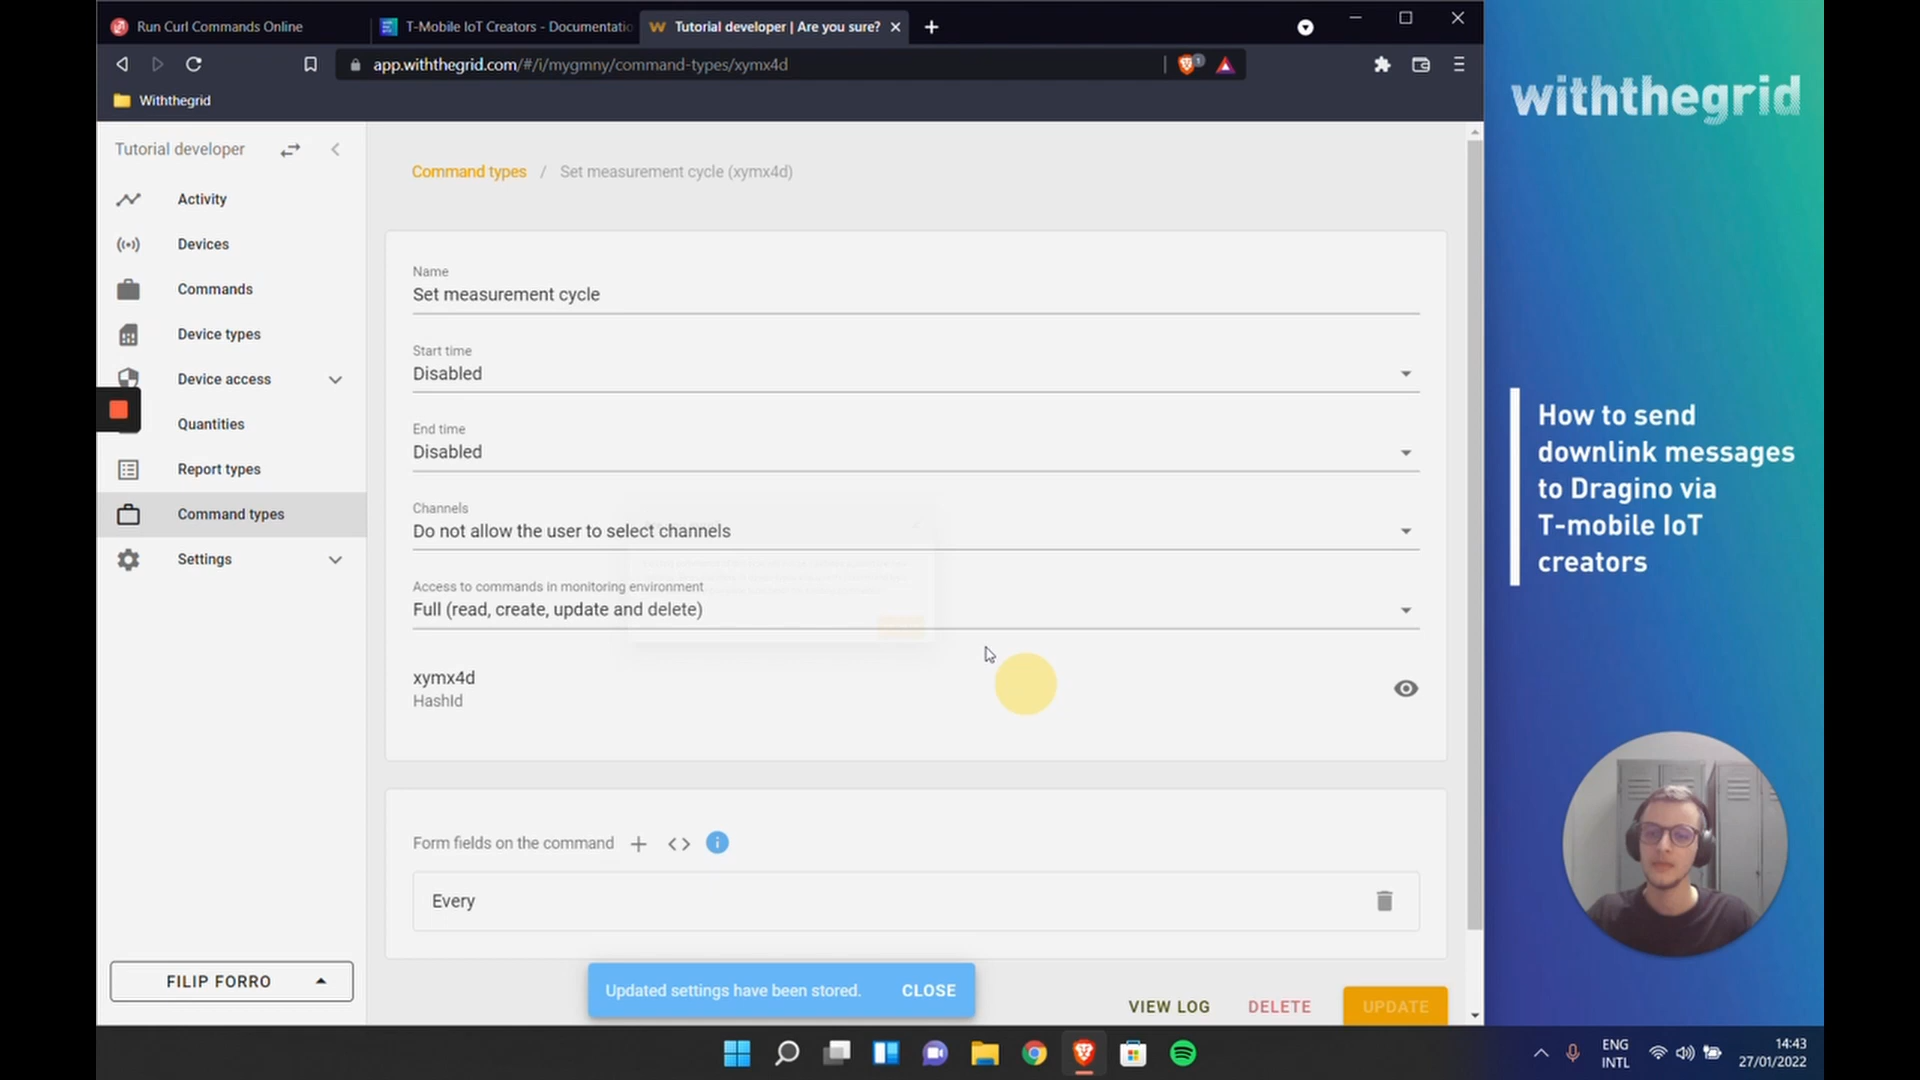 Run Curl Commands Online
T-Mobile IoT Creators - Documentatio
Tutorial developer | Are you sure?
app.withthegrid.com/#/i/mygmny/command-types/xymx4d
1
Withthegrid
Tutorial developer
Activity
Devices
Commands
Device types
Device access
Quantities
Report types
Command types
Settings
FILIP FORRO
Command types / Set measurement cycle (xymx4d)
Name
Set measurement cycle
Start time
Disabled
End time
Disabled
Channels
Do not allow the user to select channels
Access to commands in monitoring environment
Full (read, create, update and delete)
xymx4d
HashId
Form fields on the command
Every
Updated settings have been stored. CLOSE
VIEW LOG DELETE UPDATE
withthegrid
How to send
downlink messages
to Dragino via
T-mobile IoT
creators
ENG
INTL
14:43
27/01/2022